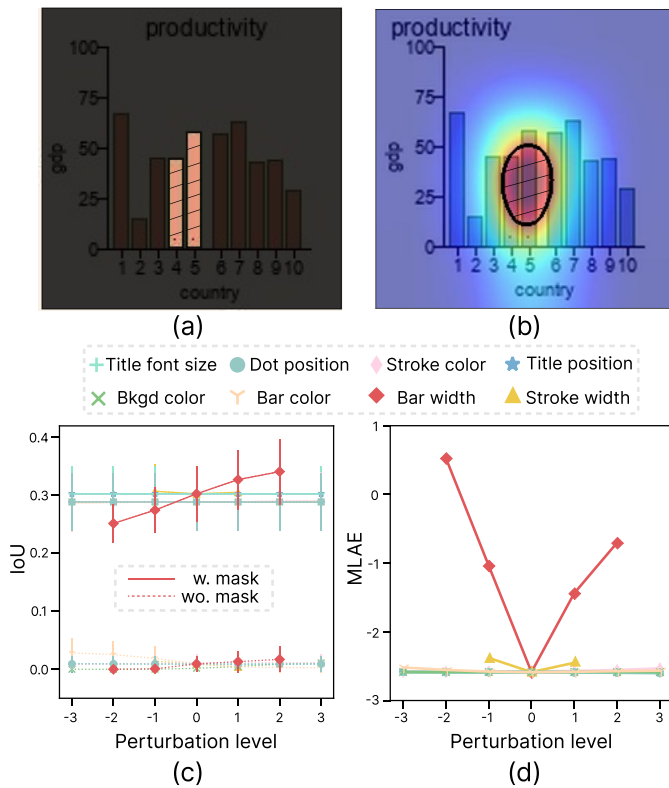 productivity
100
75
50
25
0
gdp
1 2 3 4 5 6 7 8 9 10
country
(a)
productivity
100
75
50
25
0
gdp
1 2 3 4 5 6 7 8 9 10
country
(b)
Title font size Dot position Stroke color Title position
Bkgd color Bar color Bar width Stroke width
0.4
0.3
0.2
0.1
0.0
IoU
w. mask
wo. mask
-3 -2 -1 0 1 2 3
Perturbation level
(c)
1
0
-1
-2
-3
MLAE
-3 -2 -1 0 1 2 3
Perturbation level
(d)